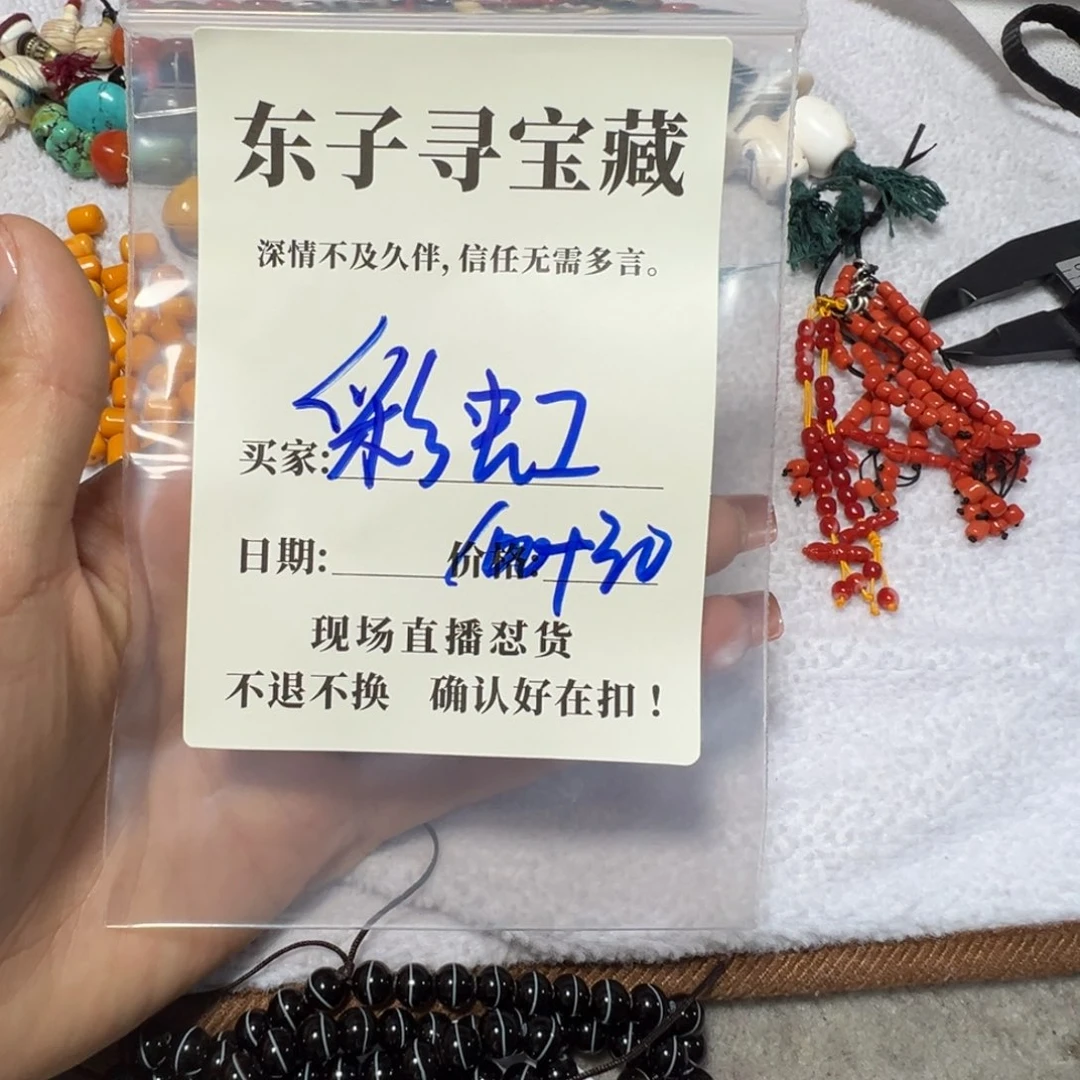 东子寻宝藏
深情不及久伴,信任无需多言。
买家:彩虹
日期: 价格:100+30
现场直播怼货
不退不换 确认好在扣！